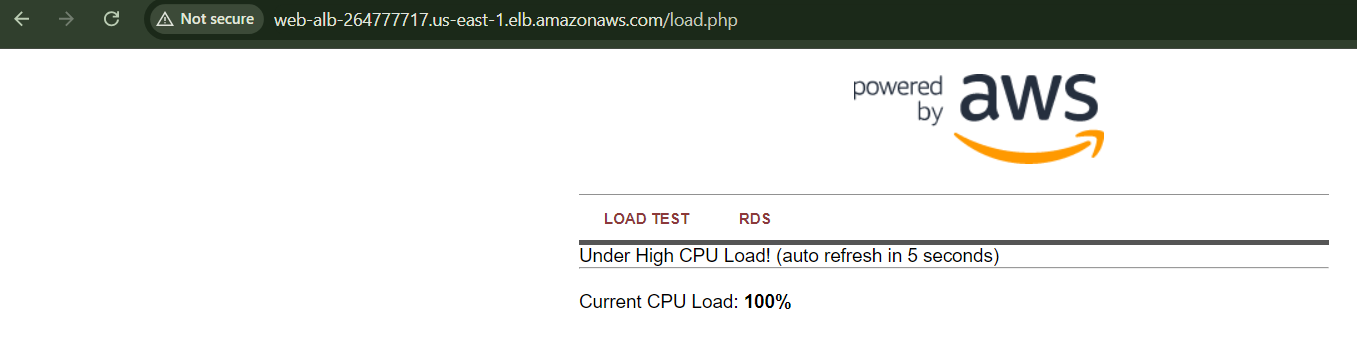 Not secure web-alb-264777717.us-east-1.elb.amazonaws.com/load.php
powered
by aws
LOAD TEST RDS
Under High CPU Load! (auto refresh in 5 seconds)
Current CPU Load: 100%